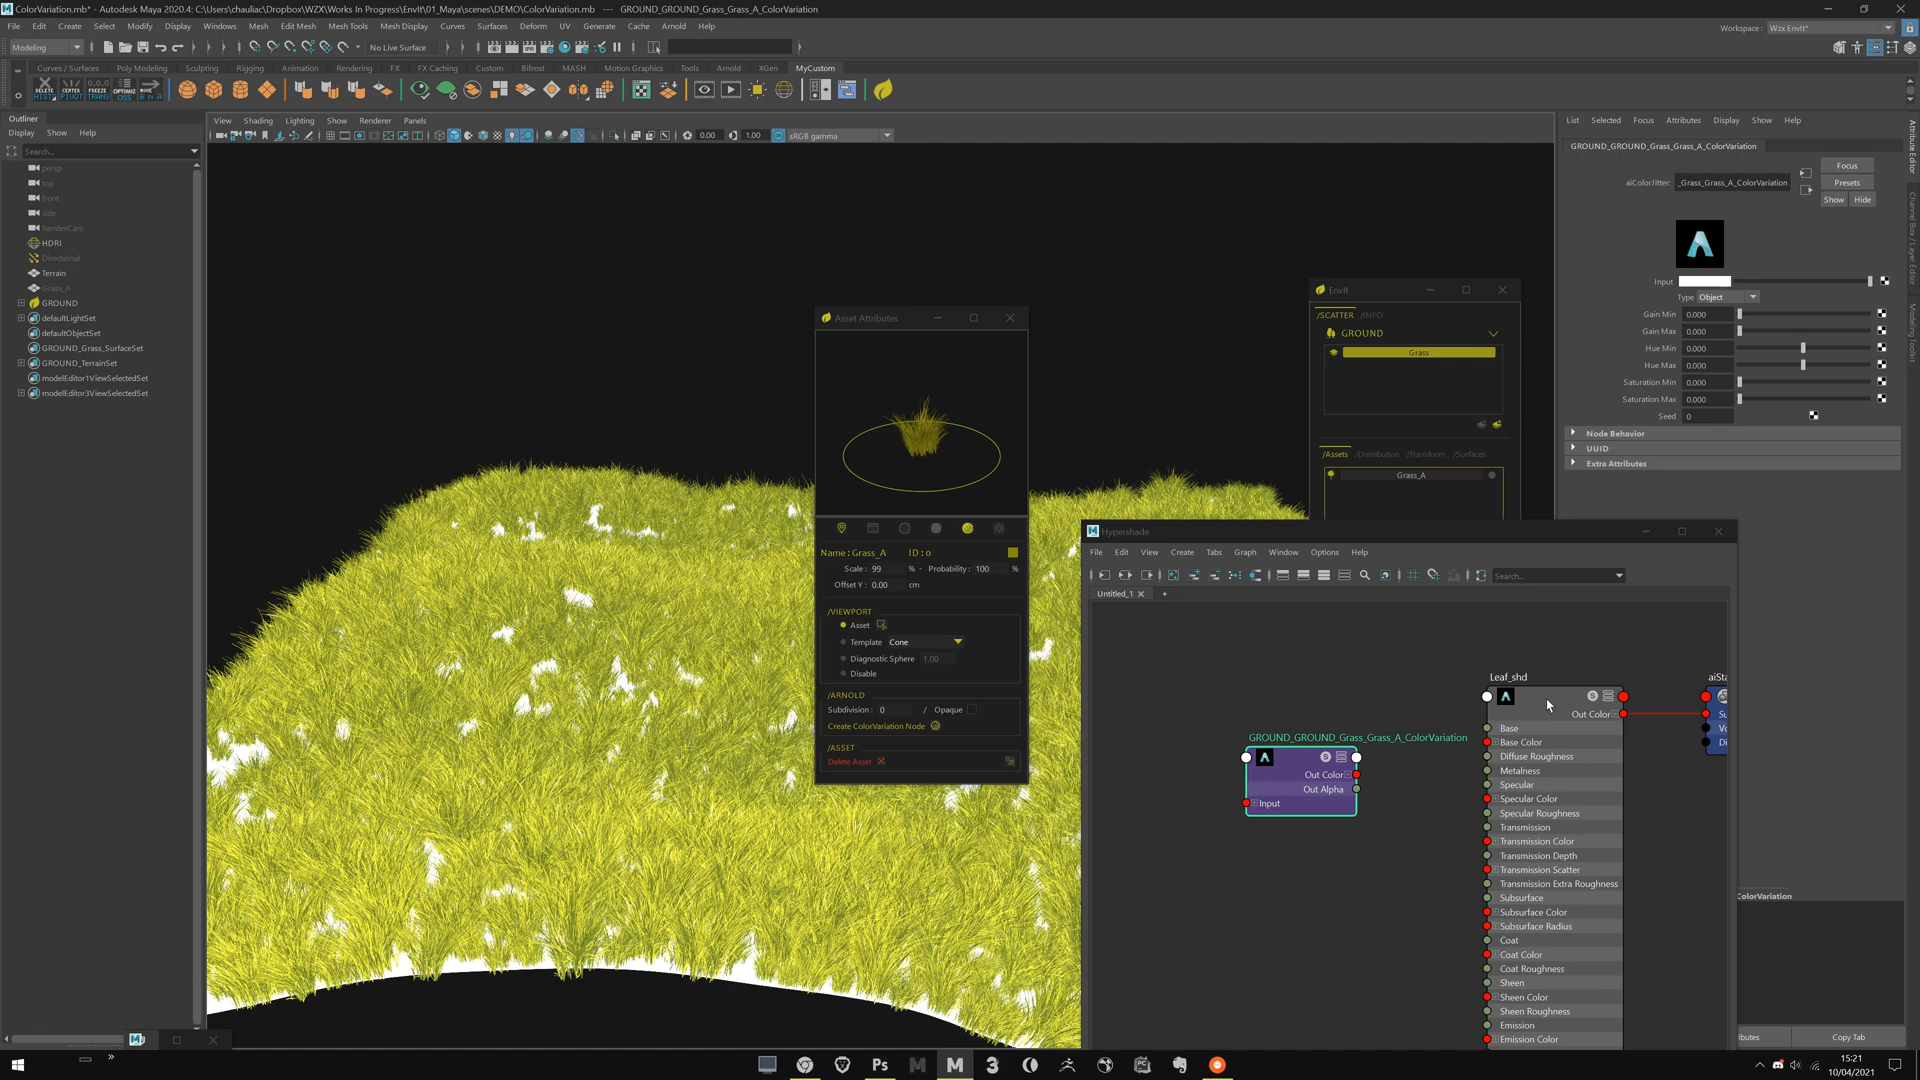 ColorVariation.mb* - Autodesk Maya 2020.4: C:\Users\chauliac\Dropbox\WZX\Works In Progress\EnvIt\01_Maya\scenes\DEMO\ColorVariation.mb --- GROUND_GROUND_Grass_Grass_A_ColorVariation
File Edit Create Select Modify Display Windows Mesh Edit Mesh Mesh Tools Mesh Display Curves Surfaces Deform UV Generate Cache Arnold Help
Workspace : Wzx EnvIt*
Modeling No Live Surface
Curves / Surfaces Poly Modeling Sculpting Rigging Animation Rendering FX FX Caching Custom Bifrost MASH Motion Graphics Tools Arnold XGen MyCustom
Outliner
Display Show Help
Search...
persp
top
front
side
RenderCam
HDRI
Directional
Terrain
Grass_A
GROUND
defaultLightSet
defaultObjectSet
GROUND_Grass_SurfaceSet
GROUND_TerrainSet
modelEditor1ViewSelectedSet
modelEditor3ViewSelectedSet
View Shading Lighting Show Renderer Panels
0.00 1.00 sRGB gamma
Asset Attributes
Name : Grass_A ID : 0
Scale : 99 % - Probability : 100 %
Offset Y : 0.00 cm
/VIEWPORT
Asset
Template Cone
Diagnostic Sphere 1.00
Disable
/ARNOLD
Subdivision : 0 / Opaque
Create ColorVariation Node
/ASSET
Delete Asset
EnvIt
/SCATTER /INFO
GROUND
Grass
/Assets /Distribution /Transform /Surfaces
Grass_A
Hypershade
File Edit View Create Tabs Graph Window Options Help
Search...
Untitled_1 +
GROUND_GROUND_Grass_Grass_A_ColorVariation
Out Color
Out Alpha
Input
Leaf_shd
Out Color
Base
Base Color
Diffuse Roughness
Metalness
Specular
Specular Color
Specular Roughness
Transmission
Transmission Color
Transmission Depth
Transmission Scatter
Transmission Extra Roughness
Subsurface
Subsurface Color
Subsurface Radius
Coat
Coat Color
Coat Roughness
Sheen
Sheen Color
Sheen Roughness
Emission
Emission Color
aiSta
List Selected Focus Attributes Display Show Help
GROUND_GROUND_Grass_Grass_A_ColorVariation
aiColorJitter: _Grass_Grass_A_ColorVariation
Focus
Presets
Show Hide
Input
Type Object
Gain Min 0.000
Gain Max 0.000
Hue Min 0.000
Hue Max 0.000
Saturation Min 0.000
Saturation Max 0.000
Seed 0
Node Behavior
UUID
Extra Attributes
ColorVariation
ibutes Copy Tab
Attribute Editor
Channel Box / Layer Editor
Modeling Toolkit
15:21
10/04/2021